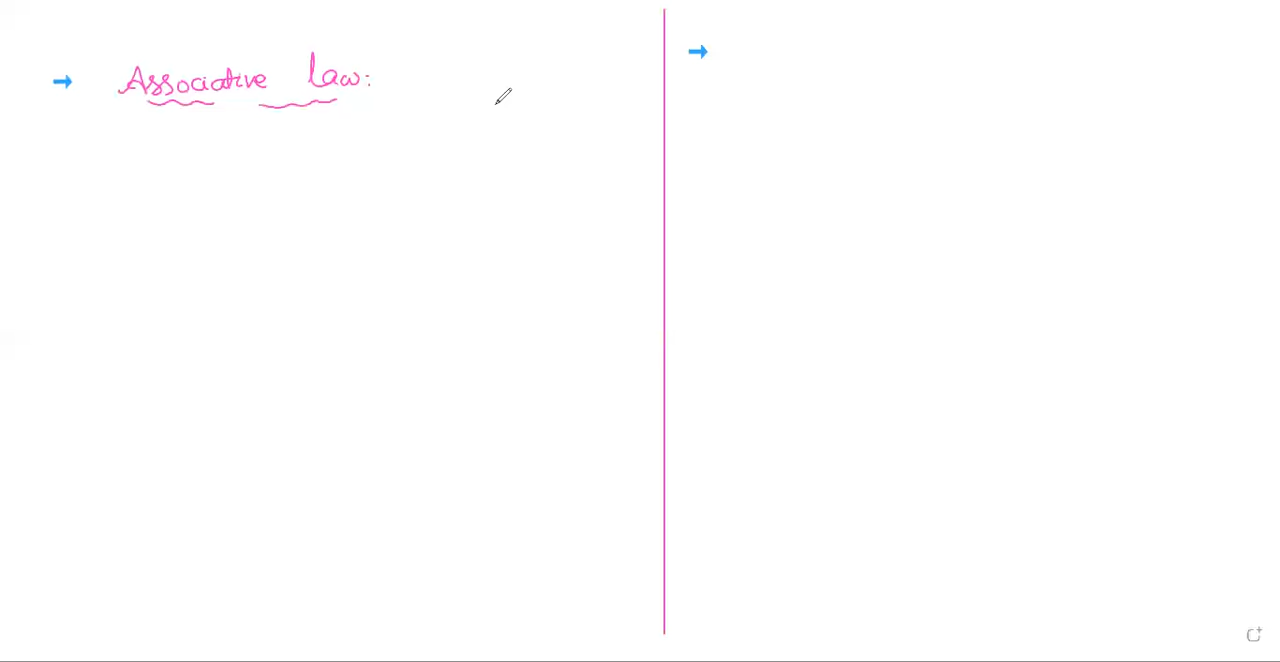 → Associative law:
→